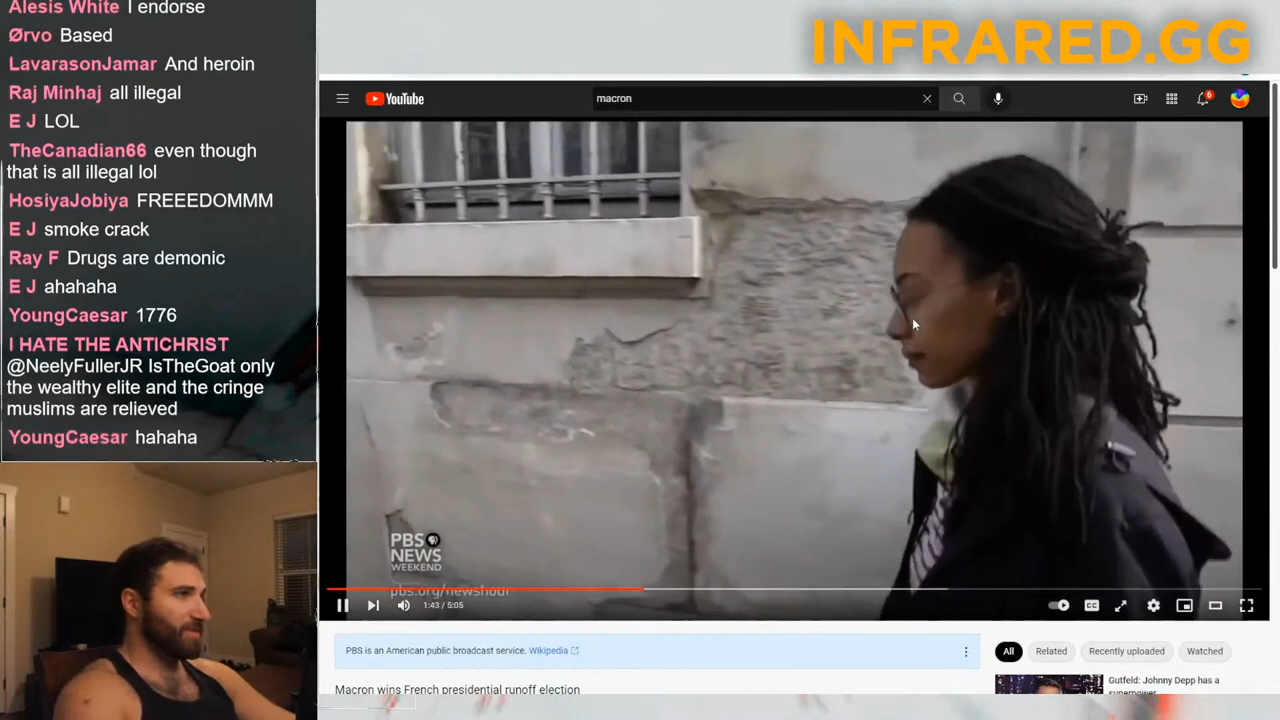 Alesis White I endorse
Ørvo Based
LavarasonJamar And heroin
Raj Minhaj all illegal
E J LOL
TheCanadian66 even though
that is all illegal lol
HosiyaJobiya FREEEDOMMM
E J smoke crack
Ray F Drugs are demonic
E J ahahaha
YoungCaesar 1776
I HATE THE ANTICHRIST
@NeelyFullerJR IsTheGoat only
the wealthy elite and the cringe
muslims are relieved
YoungCaesar hahaha
INFRARED.GG
YouTube
macron
6
PBS
NEWS
WEEKEND
pbs.org/newshour
1:43 / 5:05
CC
PBS is an American public broadcast service. Wikipedia
All
Related
Recently uploaded
Watched
Macron wins French presidential runoff election
Gutfeld: Johnny Depp has a
superpower